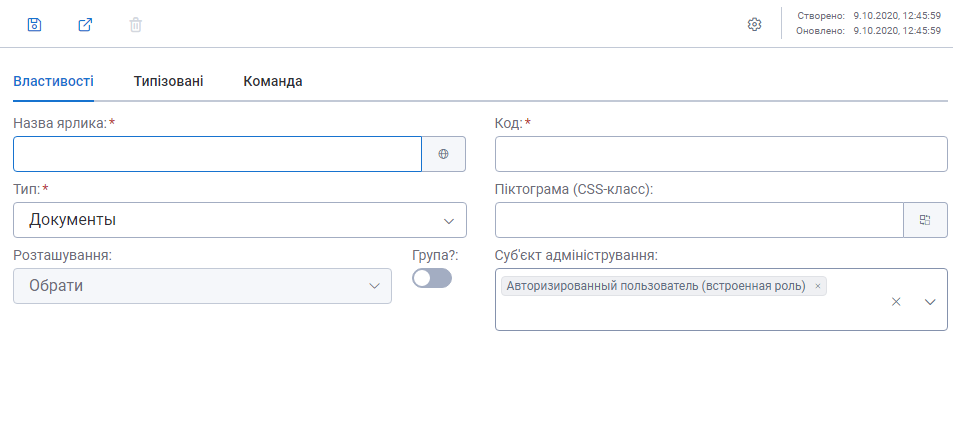 Створено: 9.10.2020, 12:45:59
Оновлено: 9.10.2020, 12:45:59
Властивості Типізовані Команда
Назва ярлика:* Код:*
Тип:* Піктограма (CSS-класс):
Документы
Розташування: Група?: Суб'єкт адміністрування:
Обрати Авторизированный пользователь (встроенная роль) ×